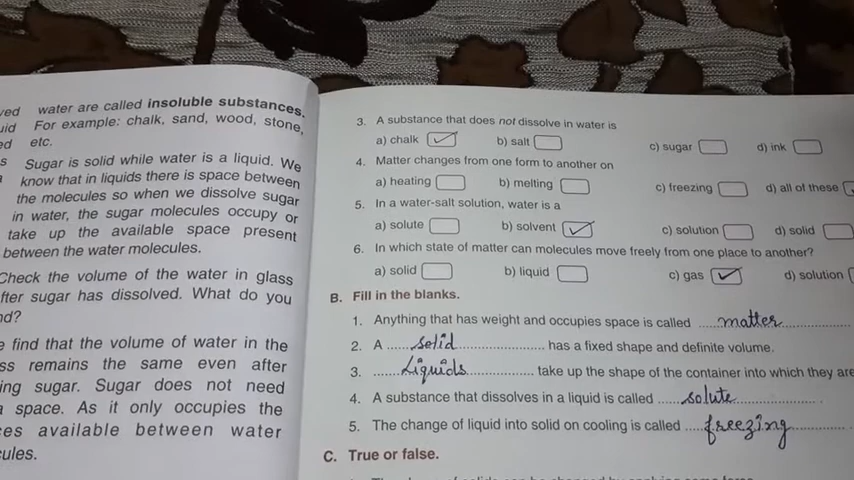 ved water are called insoluble substances.
uid For example: chalk, sand, wood, stone,
ed etc.
s Sugar is solid while water is a liquid. We
know that in liquids there is space between
the molecules so when we dissolve sugar
in water, the sugar molecules occupy or
take up the available space present
between the water molecules.
Check the volume of the water in glass
fter sugar has dissolved. What do you
nd?
e find that the volume of water in the
ss remains the same even after
ing sugar. Sugar does not need
a space. As it only occupies the
ces available between water
cules.
3. A substance that does not dissolve in water is
a) chalk b) salt c) sugar d) ink
4. Matter changes from one form to another on
a) heating b) melting c) freezing d) all of these
5. In a water-salt solution, water is a
a) solute b) solvent c) solution d) solid
6. In which state of matter can molecules move freely from one place to another?
a) solid b) liquid c) gas d) solution
B. Fill in the blanks.
1. Anything that has weight and occupies space is called ....matter....
2. A ....solid.... has a fixed shape and definite volume.
3. ....Liquids.... take up the shape of the container into which they are
4. A substance that dissolves in a liquid is called ....solute....
5. The change of liquid into solid on cooling is called ....freezing....
C. True or false.